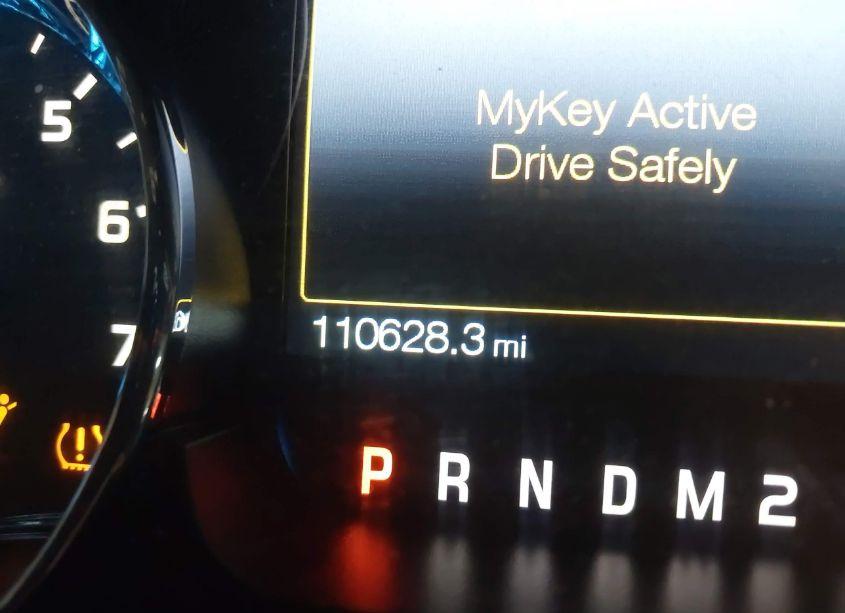 5
6
7
MyKey Active
Drive Safely
110628.3 mi
P R N D M 2